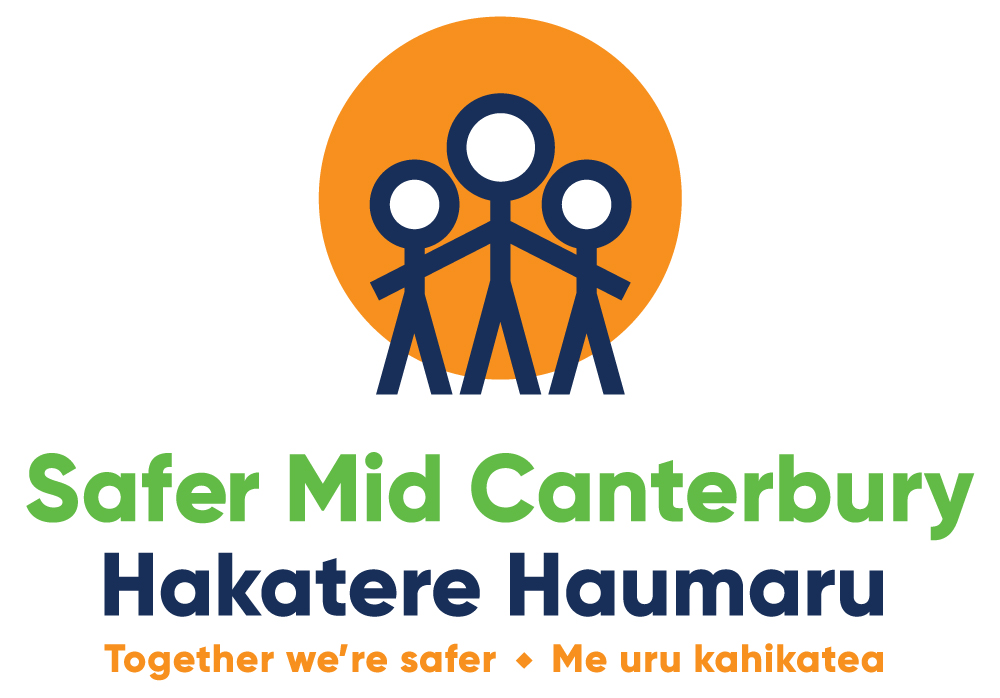 Safer Mid Canterbury
Hakatere Haumaru
Together we're safer ◆ Me uru kahikatea